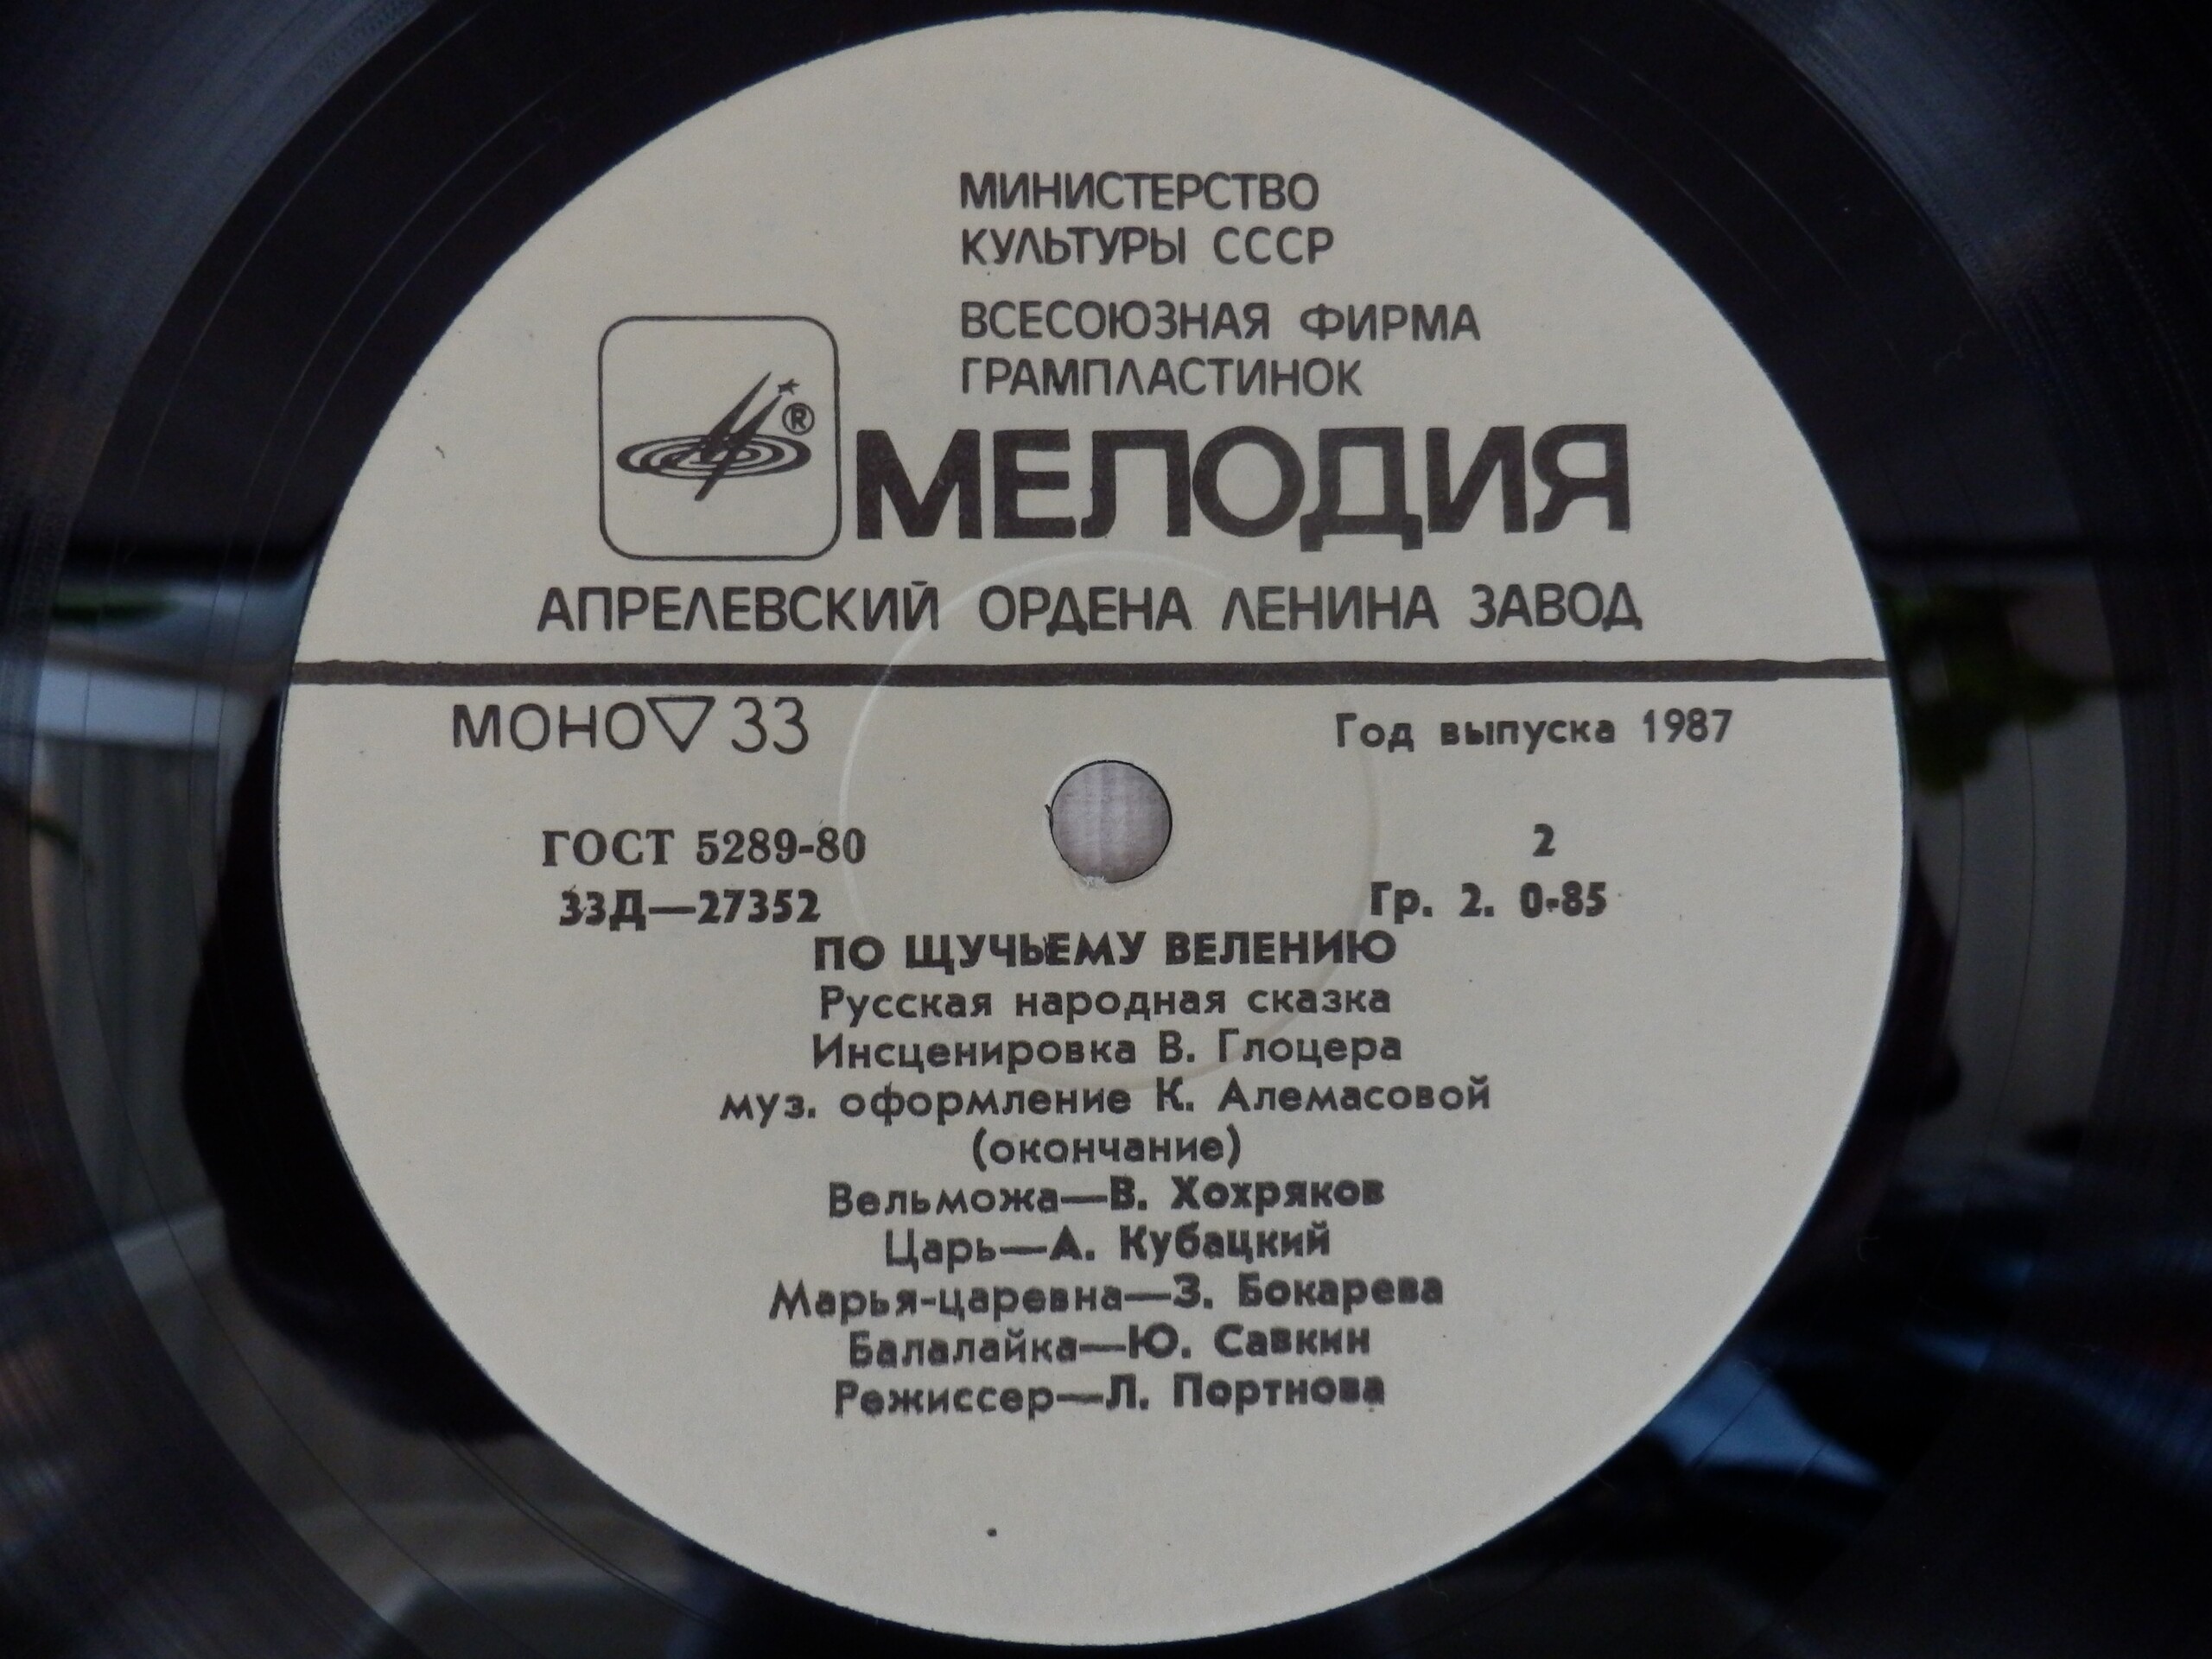 МИНИСТЕРСТВО
КУЛЬТУРЫ СССР
ВСЕСОЮЗНАЯ ФИРМА
ГРАМПЛАСТИНОК
®
МЕЛОДИЯ
АПРЕЛЕВСКИЙ ОРДЕНА ЛЕНИНА ЗАВОД
МОНО 33
Год выпуска 1987
ГОСТ 5289-80
2
33Д—27352
Гр. 2. 0-85
ПО ЩУЧЬЕМУ ВЕЛЕНИЮ
Русская народная сказка
Инсценировка В. Глоцера
муз. оформление К. Алемасовой
(окончание)
Вельможа—В. Хохряков
Царь—А. Кубацкий
Марья-царевна—З. Бокарева
Балалайка—Ю. Савкин
Режиссер—Л. Портнова